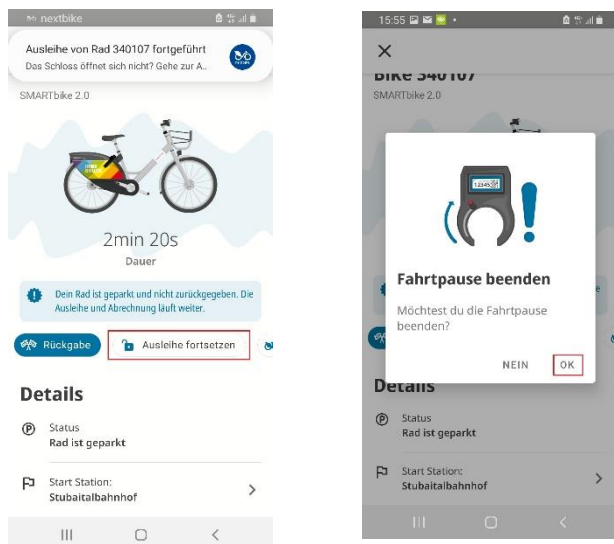 nextbike
Ausleihe von Rad 340107 fortgeführt
Das Schloss öffnet sich nicht? Gehe zur A..
SMARTbike 2.0
2min 20s
Dauer
Dein Rad ist geparkt und nicht zurückgegeben. Die
Ausleihe und Abrechnung läuft weiter.
Rückgabe
Ausleihe fortsetzen
Details
Status
Rad ist geparkt
Start Station:
Stubaitalbahnhof
15:55
Bike 340107
SMARTbike 2.0
Fahrtpause beenden
Möchtest du die Fahrtpause
beenden?
NEIN
OK
Details
Status
Rad ist geparkt
Start Station:
Stubaitalbahnhof